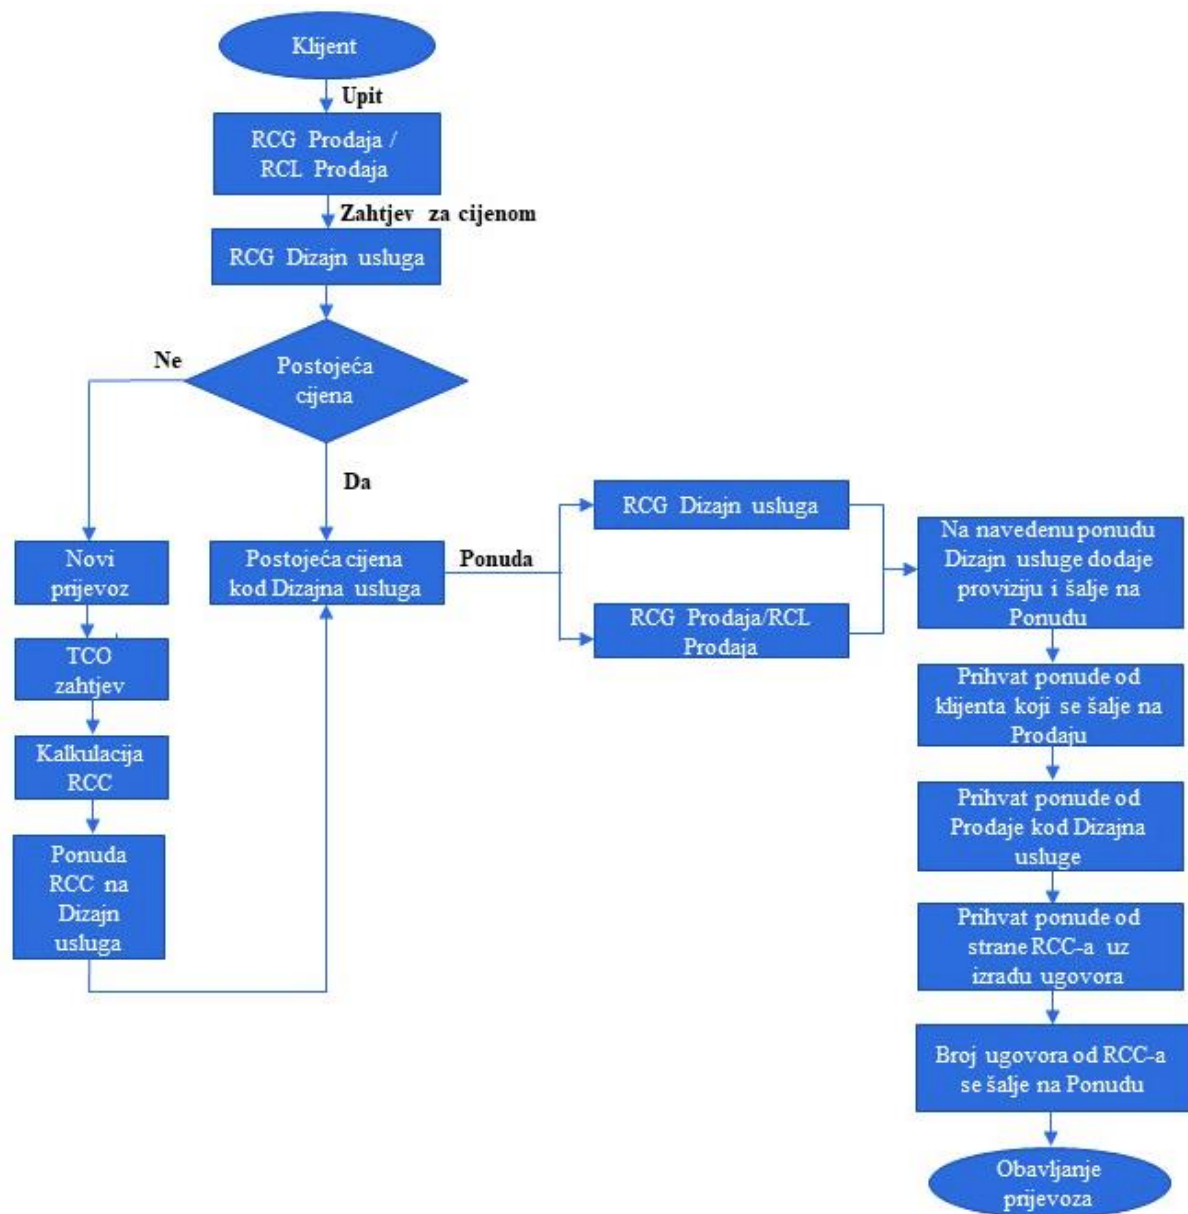 Klijent
Upit
RCG Prodaja /
RCL Prodaja
Zahtjev za cijenom
RCG Dizajn usluga
Postojeća
cijena
Ne
Da
Novi
prijevoz
TCO
zahtjev
Kalkulacija
RCC
Ponuda
RCC na
Dizajn
usluga
Postojeća cijena
kod Dizajna usluga
Ponuda
RCG Dizajn usluga
RCG Prodaja/RCL
Prodaja
Na navedenu ponudu
Dizajn usluge dodaje
proviziju i šalje na
Ponudu
Prihvat ponude od
klijenta koji se šalje na
Prodaju
Prihvat ponude od
Prodaje kod Dizajna
usluge
Prihvat ponude od
strane RCC-a uz
izradu ugovora
Broj ugovora od RCC-a
se šalje na Ponudu
Obavljanje
prijevoza